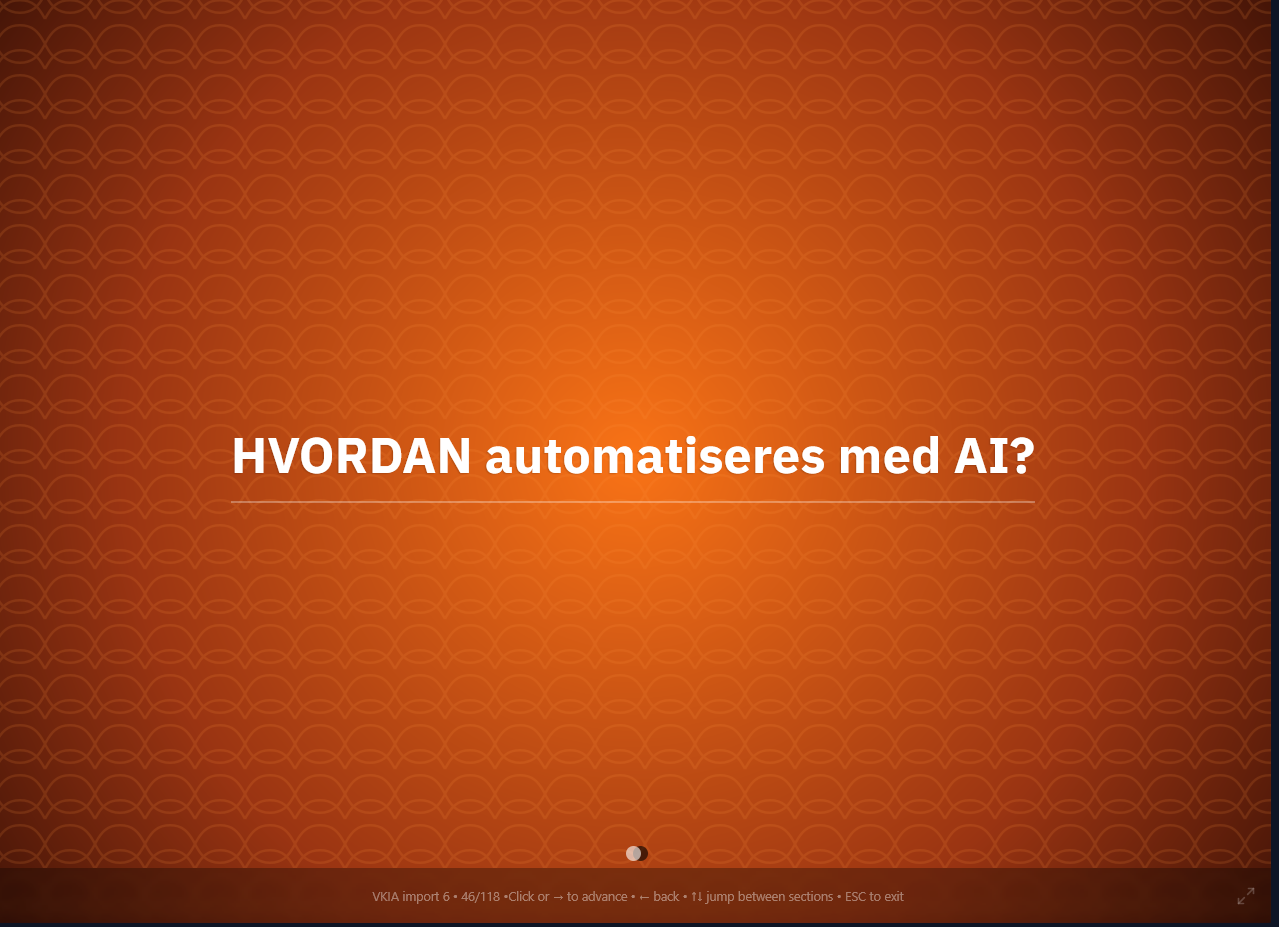 HVORDAN automatiseres med AI?
VKIA import 6 • 46/118 •Click or → to advance • ← back • ↑↓ jump between sections • ESC to exit